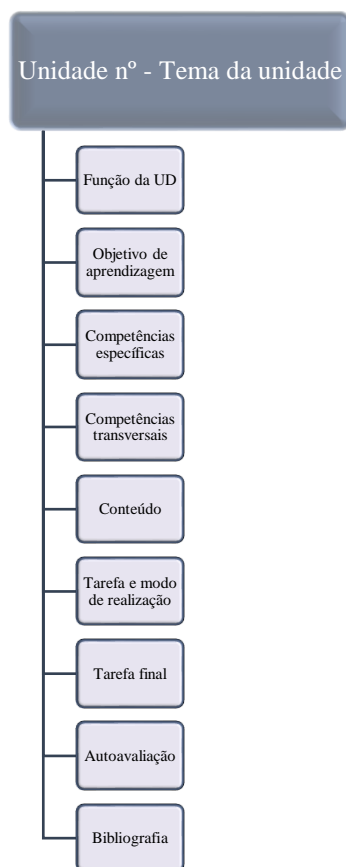 Unidade nº - Tema da unidade
Função da UD
Objetivo de
aprendizagem
Competências
específicas
Competências
transversais
Conteúdo
Tarefa e modo
de realização
Tarefa final
Autoavaliação
Bibliografia